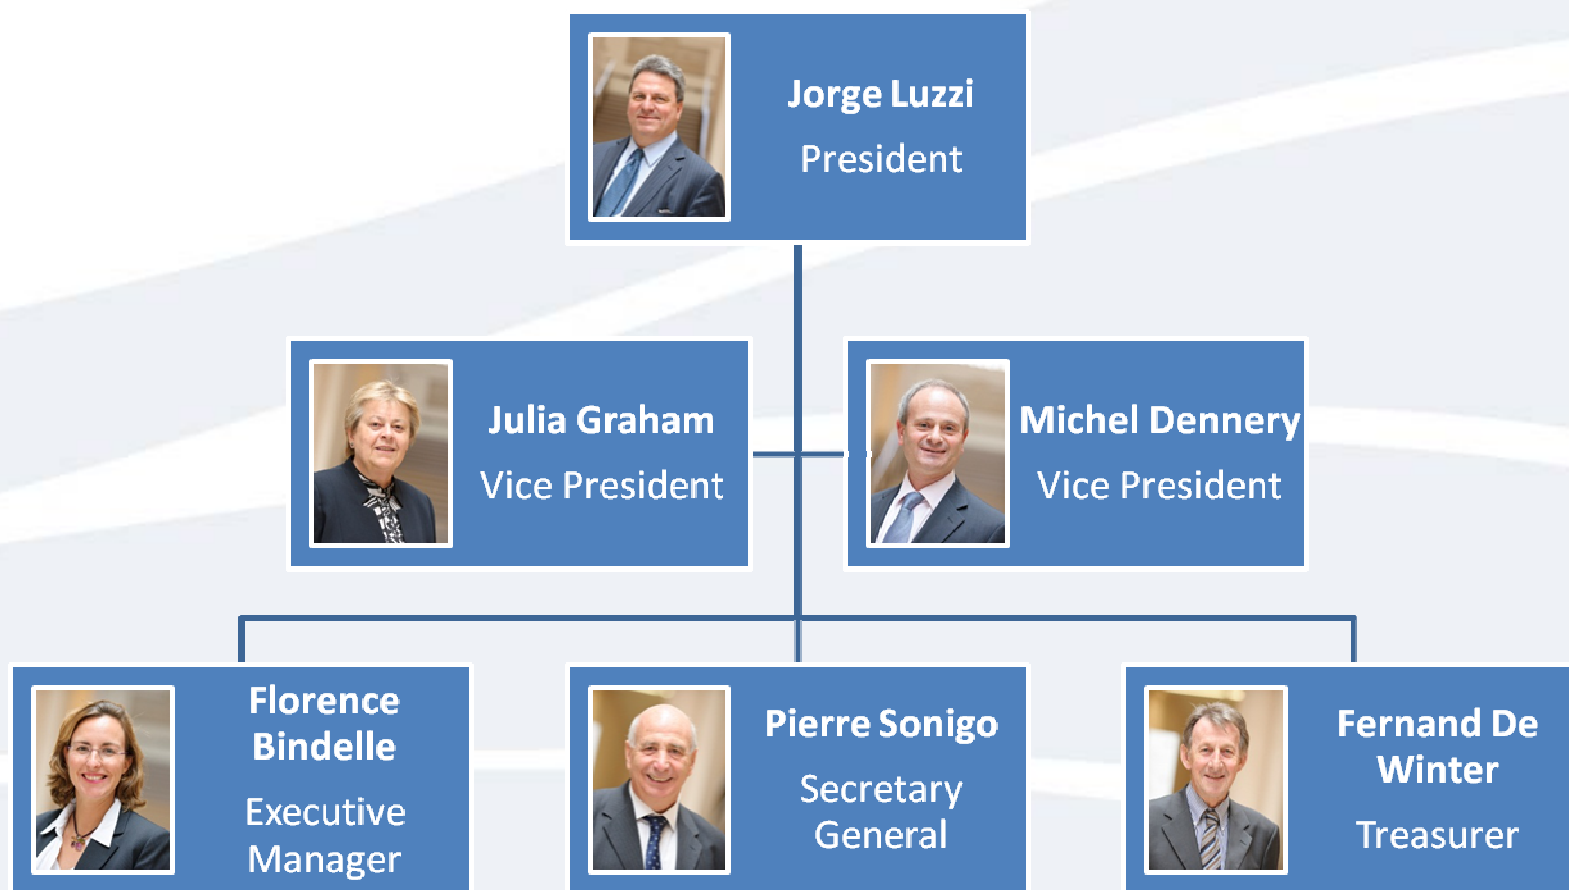 Jorge Luzzi
President
Julia Graham
Vice President
Michel Dennery
Vice President
Florence
Bindelle
Executive
Manager
Pierre Sonigo
Secretary
General
Fernand De
Winter
Treasurer